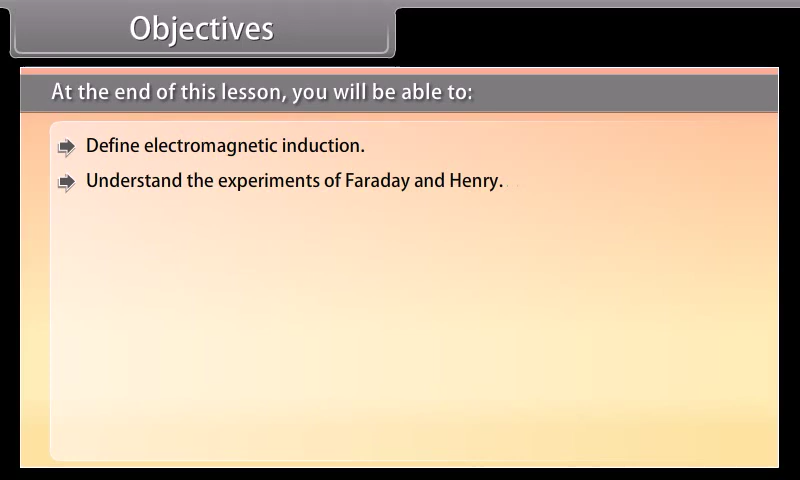 Objectives
At the end of this lesson, you will be able to:
Define electromagnetic induction.
Understand the experiments of Faraday and Henry.